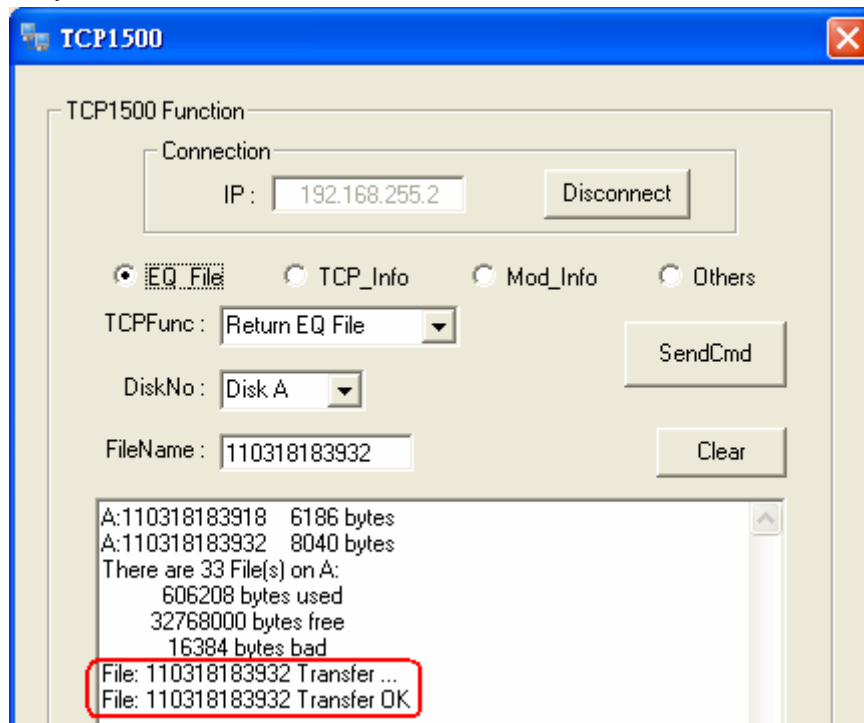 TCP1500
TCP1500 Function
Connection
IP : 192.168.255.2 Disconnect
EQ_File TCP_Info Mod_Info Others
TCPFunc : Return EQ File
SendCmd
DiskNo : Disk A
FileName : 110318183932 Clear
A:110318183918 6186 bytes
A:110318183932 8040 bytes
There are 33 File(s) on A:
606208 bytes used
32768000 bytes free
16384 bytes bad
File: 110318183932 Transfer ...
File: 110318183932 Transfer OK